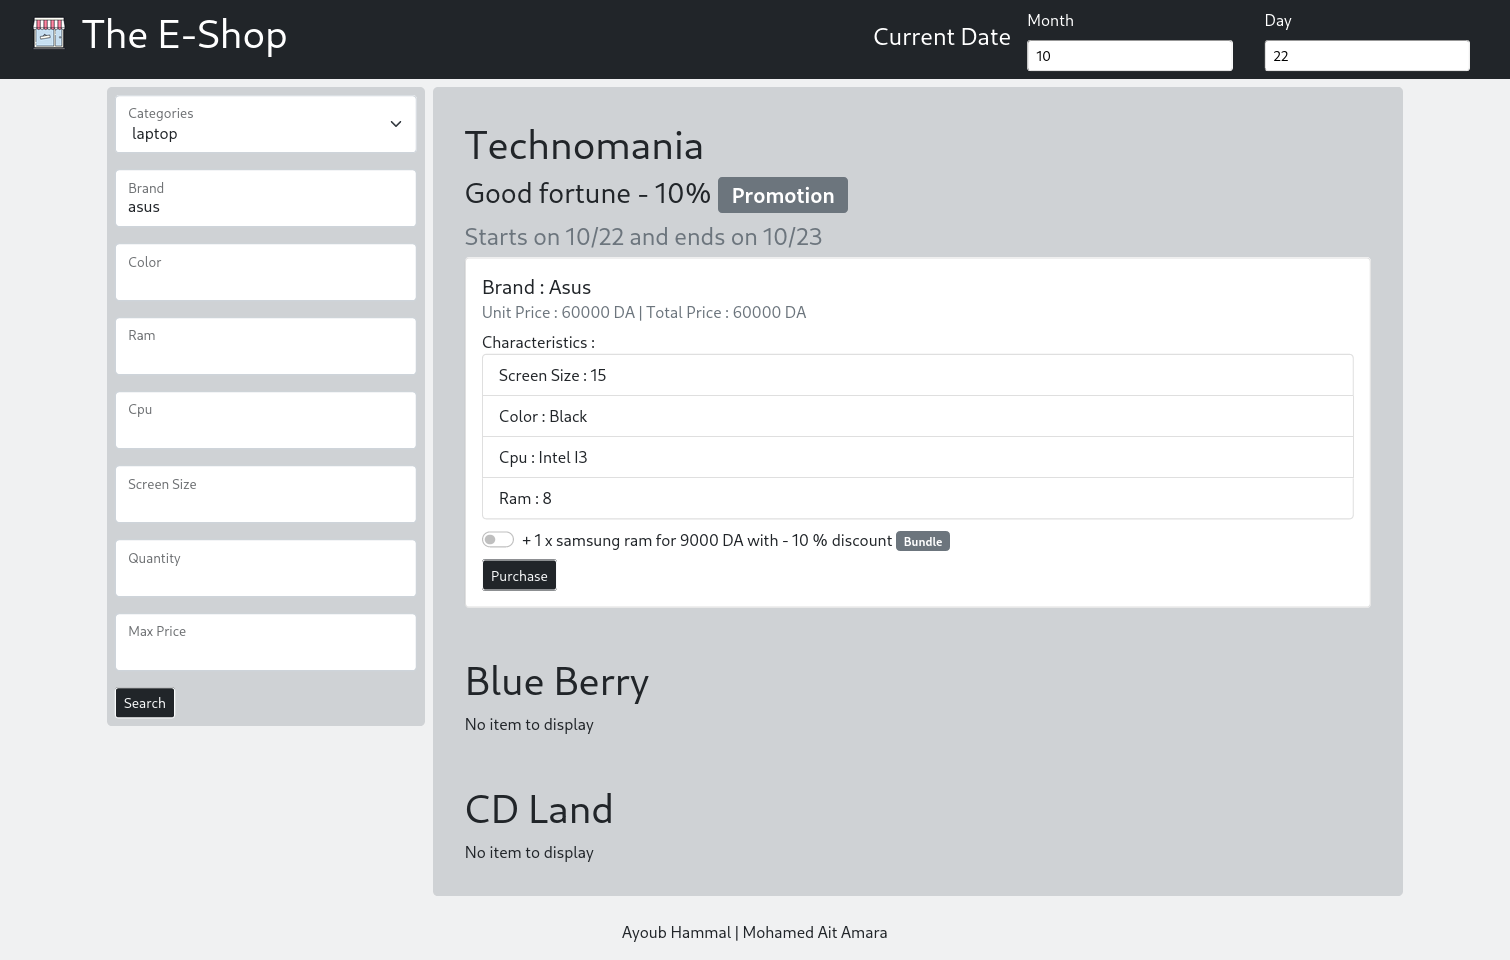 The E-Shop
Current Date
Month
10
Day
22
Categories
laptop
Brand
asus
Color
Ram
Cpu
Screen Size
Quantity
Max Price
Search
Technomania
Good fortune - 10% Promotion
Starts on 10/22 and ends on 10/23
Brand : Asus
Unit Price : 60000 DA | Total Price : 60000 DA
Characteristics :
Screen Size : 15
Color : Black
Cpu : Intel I3
Ram : 8
+ 1 x samsung ram for 9000 DA with - 10 % discount Bundle
Purchase
Blue Berry
No item to display
CD Land
No item to display
Ayoub Hammal | Mohamed Ait Amara